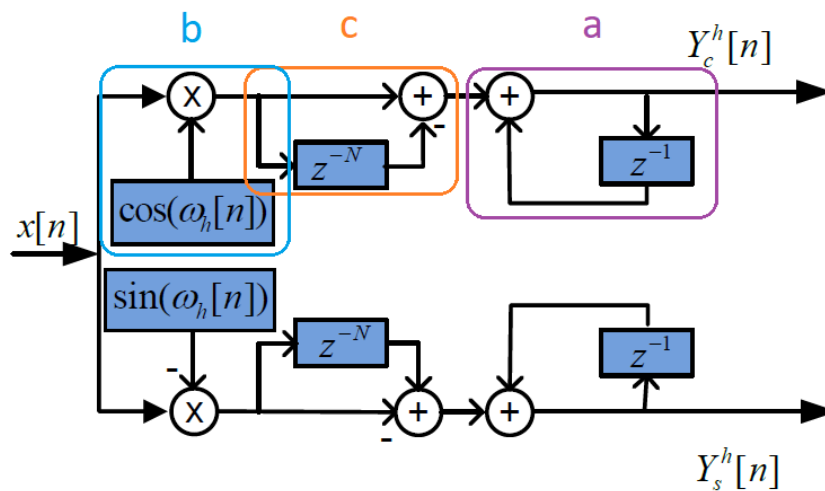 b
c
a
Y_c^h[n]
x
+
-
+
z^{-N}
z^{-1}
cos(ω_h[n])
x[n]
sin(ω_h[n])
z^{-N}
z^{-1}
-
x
-
+
+
Y_s^h[n]